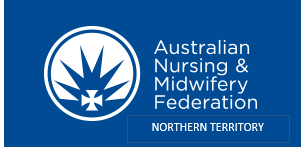 Australian
Nursing &
Midwifery
Federation
NORTHERN TERRITORY